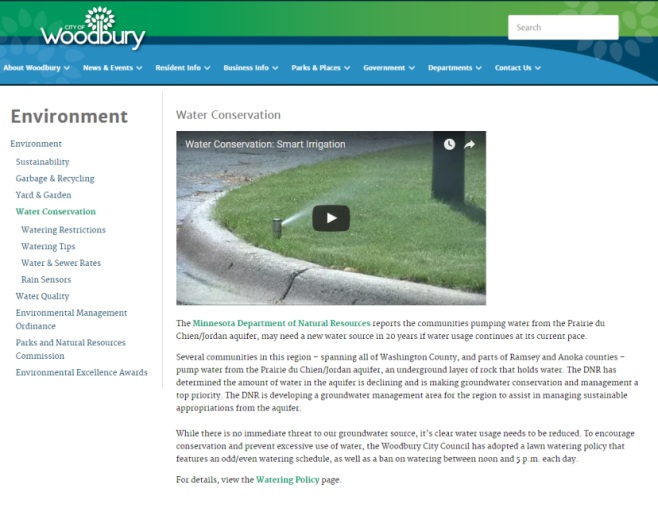 CITY OF
Woodbury
Search
About Woodbury
News & Events
Resident Info
Business Info
Parks & Places
Government
Departments
Contact Us
Environment
Environment
Sustainability
Garbage & Recycling
Yard & Garden
Water Conservation
Watering Restrictions
Watering Tips
Water & Sewer Rates
Rain Sensors
Water Quality
Environmental Management
Ordinance
Parks and Natural Resources
Commission
Environmental Excellence Awards
Water Conservation
Water Conservation: Smart Irrigation
The Minnesota Department of Natural Resources reports the communities pumping water from the Prairie du
Chien/Jordan aquifer, may need a new water source in 20 years if water usage continues at its current pace.
Several communities in this region – spanning all of Washington County, and parts of Ramsey and Anoka counties –
pump water from the Prairie du Chien/Jordan aquifer, an underground layer of rock that holds water. The DNR has
determined the amount of water in the aquifer is declining and is making groundwater conservation and management a
top priority. The DNR is developing a groundwater management area for the region to assist in managing sustainable
appropriations from the aquifer.
While there is no immediate threat to our groundwater source, it's clear water usage needs to be reduced. To encourage
conservation and prevent excessive use of water, the Woodbury City Council has adopted a lawn watering policy that
features an odd/even watering schedule, as well as a ban on watering between noon and 5 p.m. each day.
For details, view the Watering Policy page.